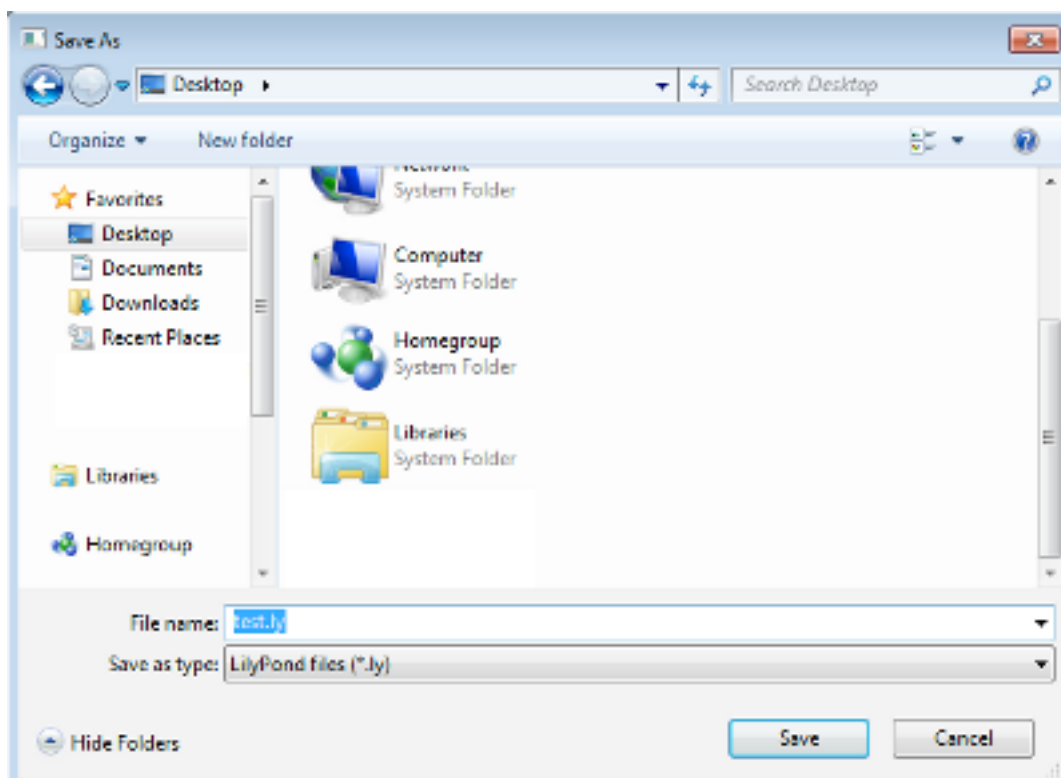 Save As
Desktop
Search Desktop
Organize
New folder
Favorites
Desktop
Documents
Downloads
Recent Places
Libraries
Homegroup
System Folder
Computer
System Folder
Homegroup
System Folder
Libraries
System Folder
File name: test.ly
Save as type: LilyPond files (*.ly)
Hide Folders
Save
Cancel